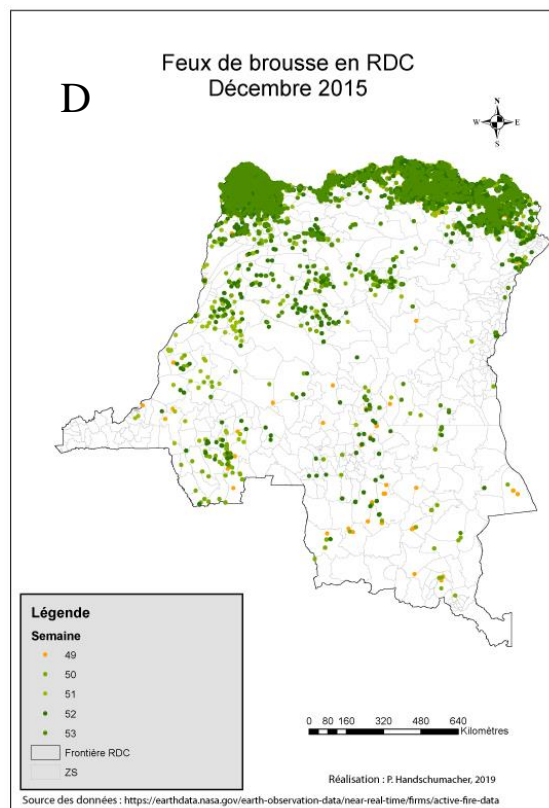 Feux de brousse en RDC
Décembre 2015
D
N
W E
S
Légende
Semaine
49
50
51
52
53
Frontière RDC
ZS
0 80 160 320 480 640
Kilomètres
Réalisation : P. Handschumacher, 2019
Source des données : https://earthdata.nasa.gov/earth-observation-data/near-real-time/firms/active-fire-data